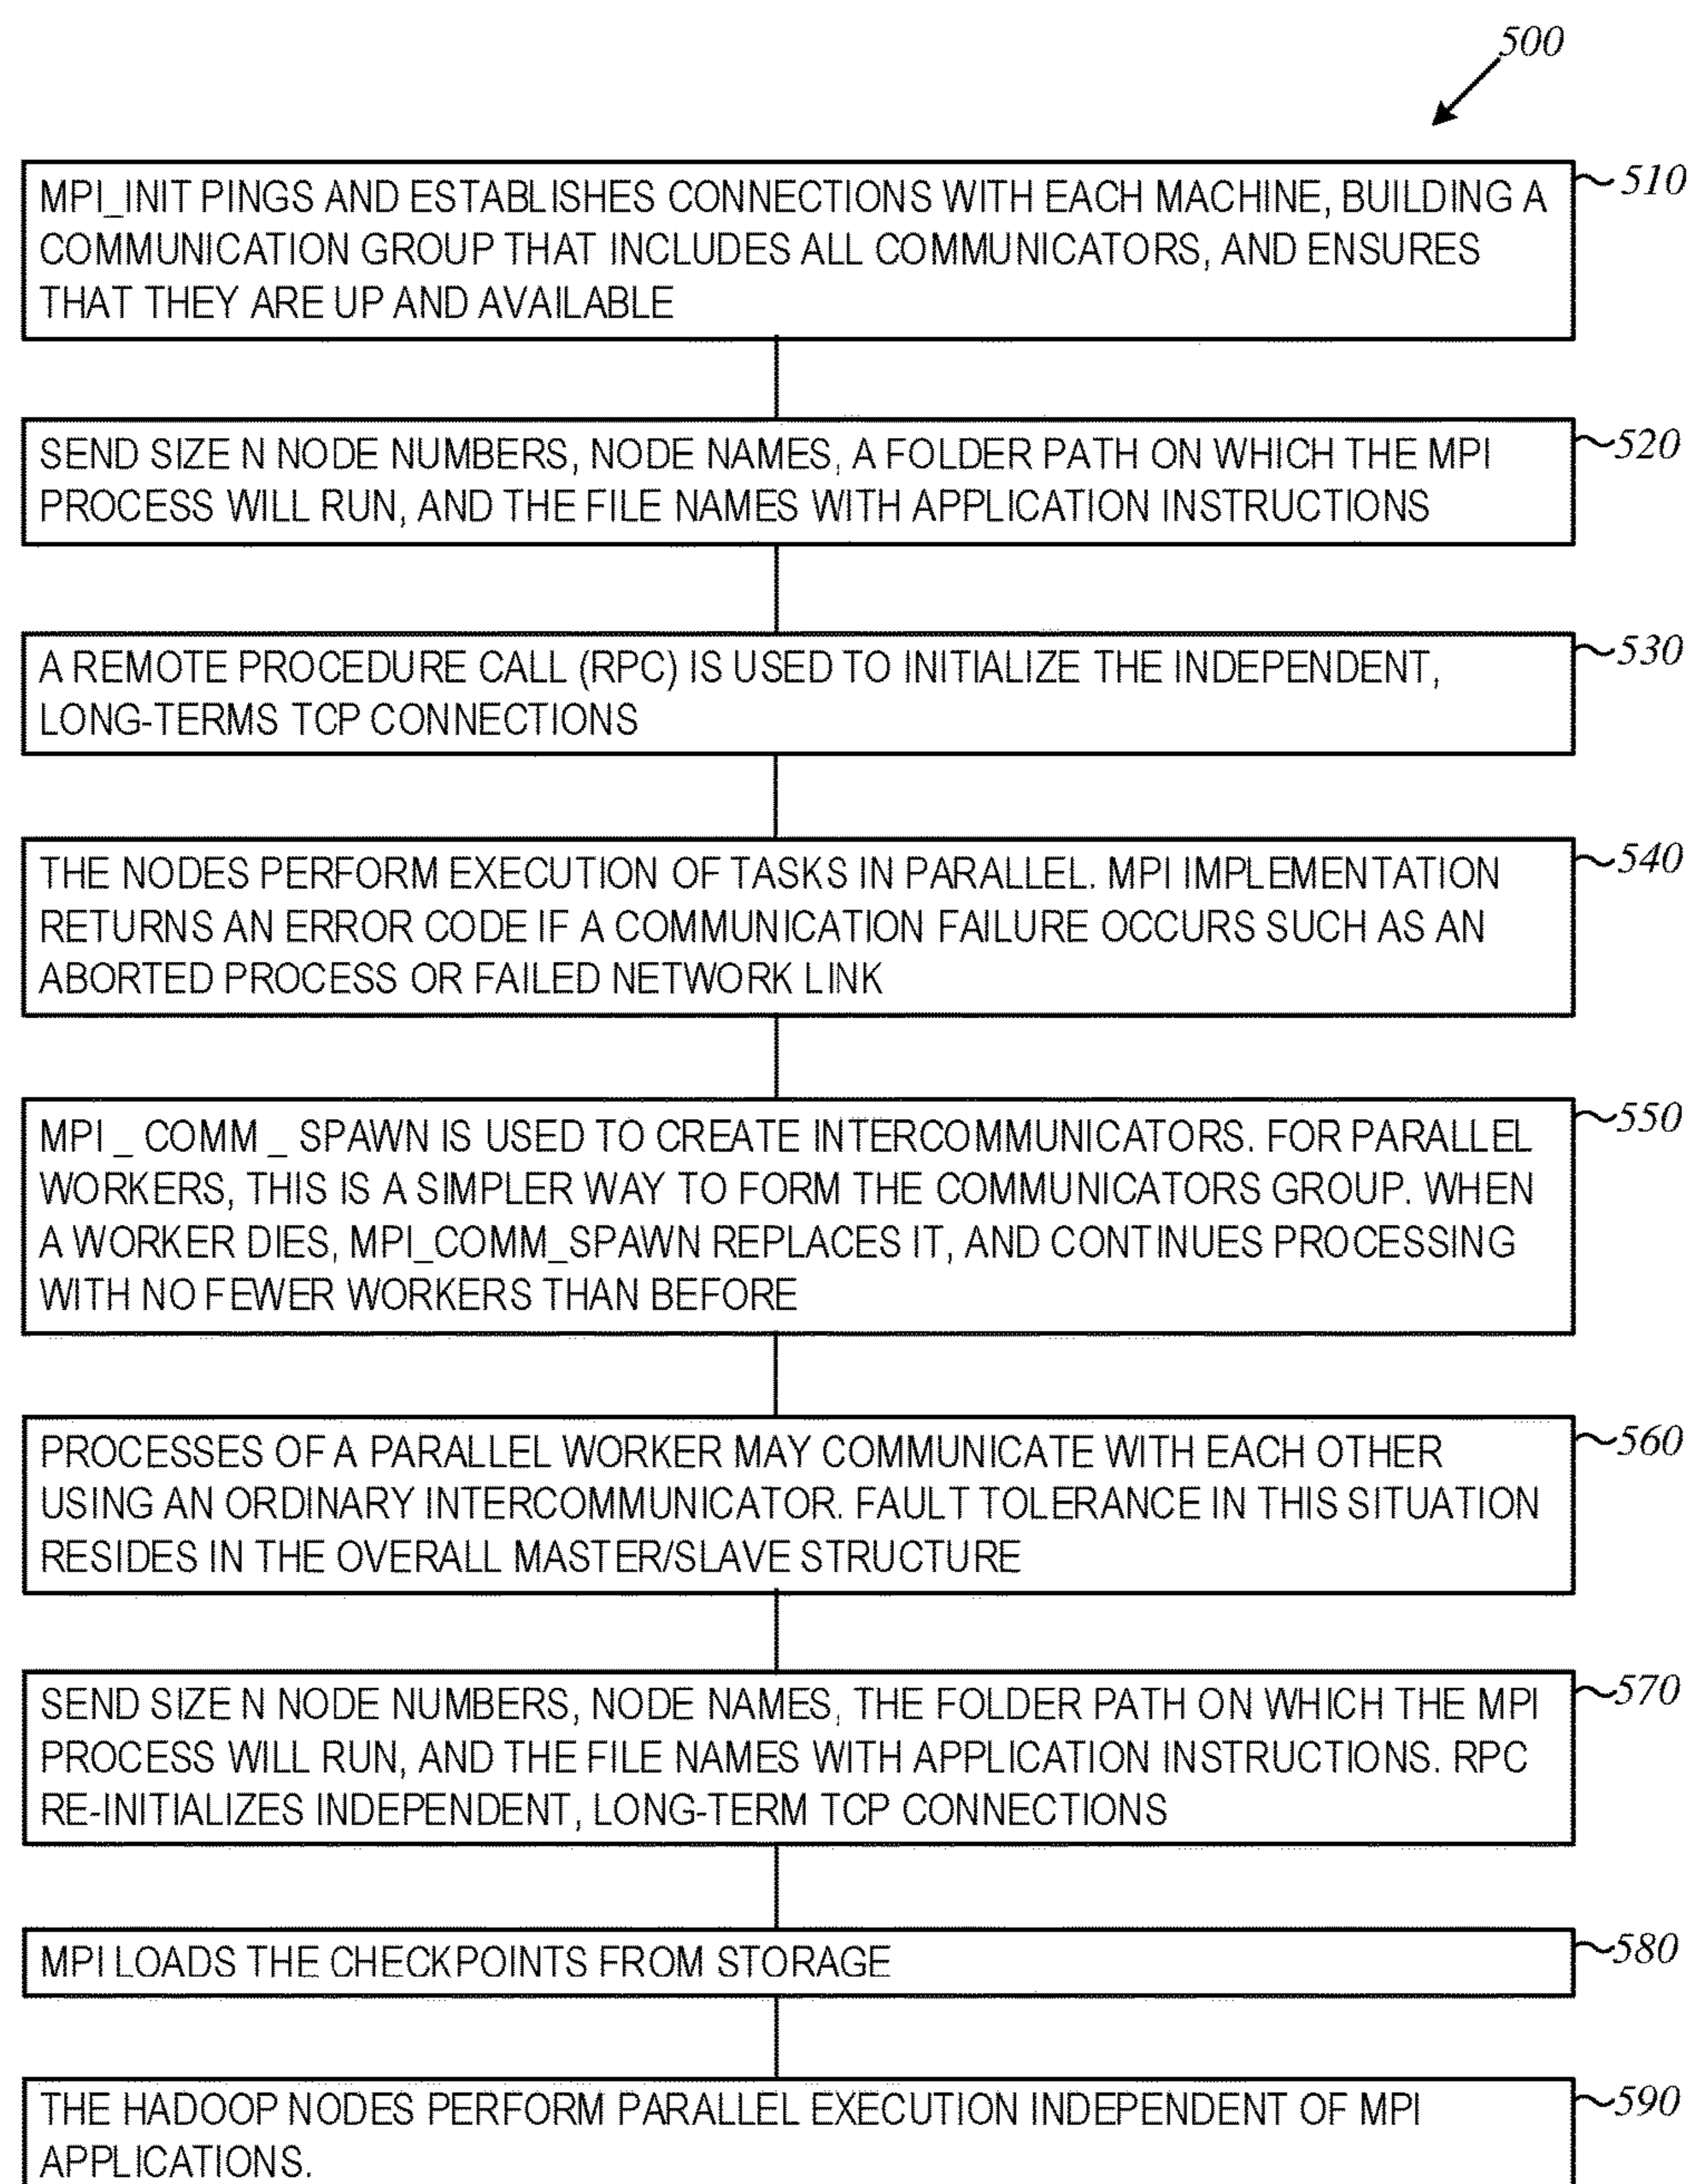 500
MPI_INIT PINGS AND ESTABLISHES CONNECTIONS WITH EACH MACHINE, BUILDING A
COMMUNICATION GROUP THAT INCLUDES ALL COMMUNICATORS, AND ENSURES
THAT THEY ARE UP AND AVAILABLE
510
SEND SIZE N NODE NUMBERS, NODE NAMES, A FOLDER PATH ON WHICH THE MPI
PROCESS WILL RUN, AND THE FILE NAMES WITH APPLICATION INSTRUCTIONS
520
A REMOTE PROCEDURE CALL (RPC) IS USED TO INITIALIZE THE INDEPENDENT,
LONG-TERMS TCP CONNECTIONS
530
THE NODES PERFORM EXECUTION OF TASKS IN PARALLEL. MPI IMPLEMENTATION
RETURNS AN ERROR CODE IF A COMMUNICATION FAILURE OCCURS SUCH AS AN
ABORTED PROCESS OR FAILED NETWORK LINK
540
MPI _ COMM _ SPAWN IS USED TO CREATE INTERCOMMUNICATORS. FOR PARALLEL
WORKERS, THIS IS A SIMPLER WAY TO FORM THE COMMUNICATORS GROUP. WHEN
A WORKER DIES, MPI_COMM_SPAWN REPLACES IT, AND CONTINUES PROCESSING
WITH NO FEWER WORKERS THAN BEFORE
550
PROCESSES OF A PARALLEL WORKER MAY COMMUNICATE WITH EACH OTHER
USING AN ORDINARY INTERCOMMUNICATOR. FAULT TOLERANCE IN THIS SITUATION
RESIDES IN THE OVERALL MASTER/SLAVE STRUCTURE
560
SEND SIZE N NODE NUMBERS, NODE NAMES, THE FOLDER PATH ON WHICH THE MPI
PROCESS WILL RUN, AND THE FILE NAMES WITH APPLICATION INSTRUCTIONS. RPC
RE-INITIALIZES INDEPENDENT, LONG-TERM TCP CONNECTIONS
570
MPI LOADS THE CHECKPOINTS FROM STORAGE
580
THE HADOOP NODES PERFORM PARALLEL EXECUTION INDEPENDENT OF MPI
APPLICATIONS.
590